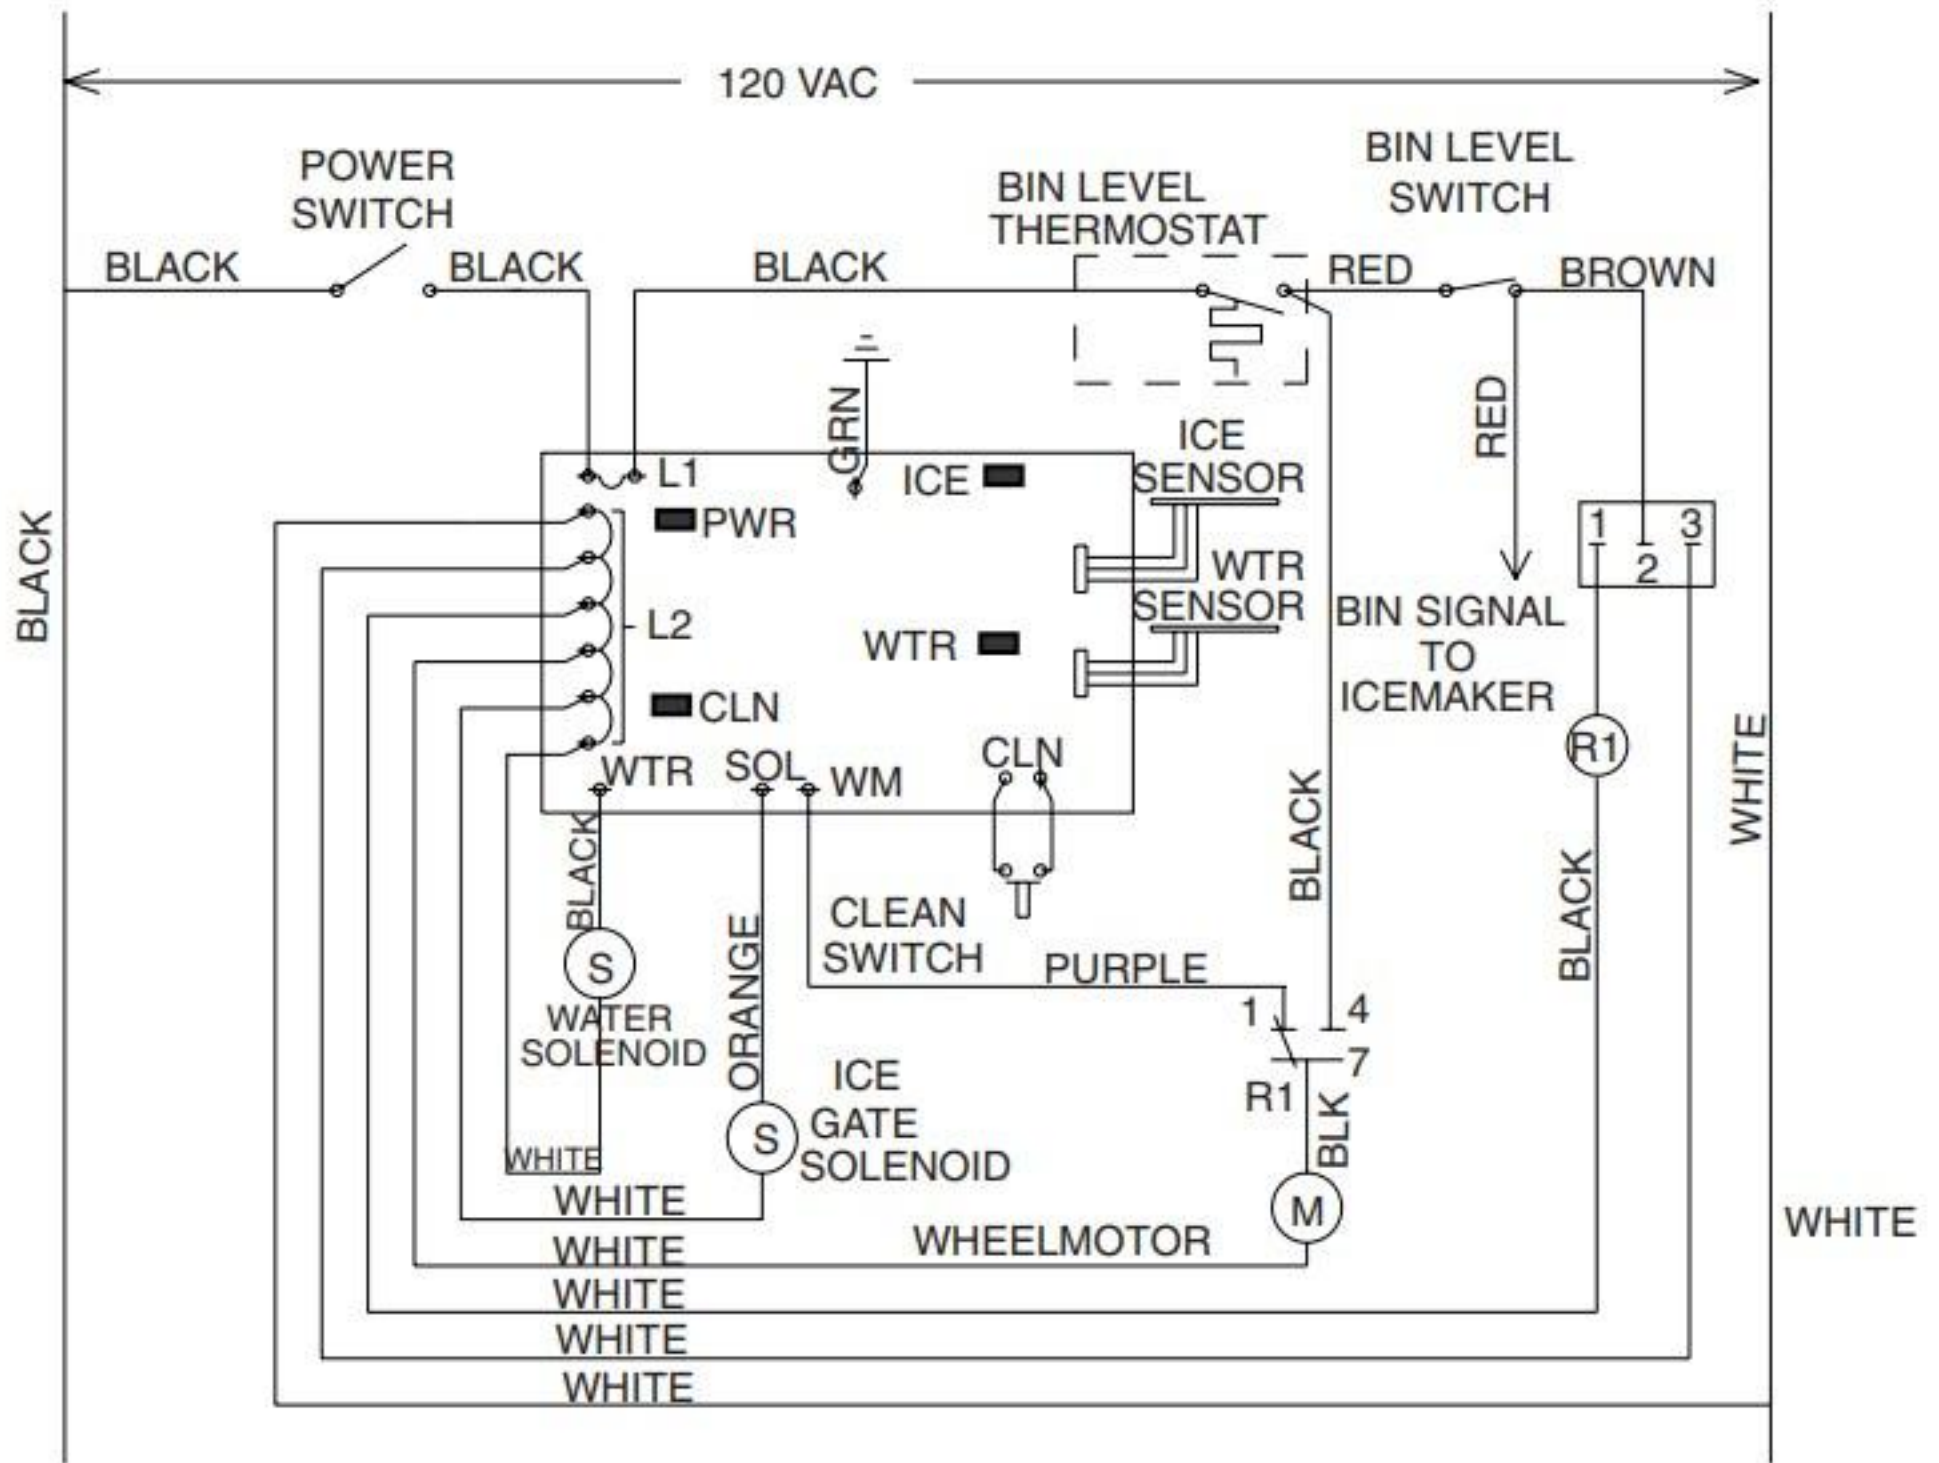 120 VAC
POWER
SWITCH
BIN LEVEL
THERMOSTAT
BIN LEVEL
SWITCH
BLACK
BLACK
BLACK
RED
BROWN
GRN
RED
BLACK
L1
PWR
L2
CLN
WTR
SOL
WM
ICE
WTR
CLN
ICE
SENSOR
WTR
SENSOR
BIN SIGNAL
TO
ICEMAKER
1
2
3
R1
WHITE
BLACK
BLACK
BLACK
S
WATER
SOLENOID
WHITE
ORANGE
S
ICE
GATE
SOLENOID
CLEAN
SWITCH
PURPLE
1
4
7
R1
BLK
M
WHEELMOTOR
WHITE
WHITE
WHITE
WHITE
WHITE
WHITE